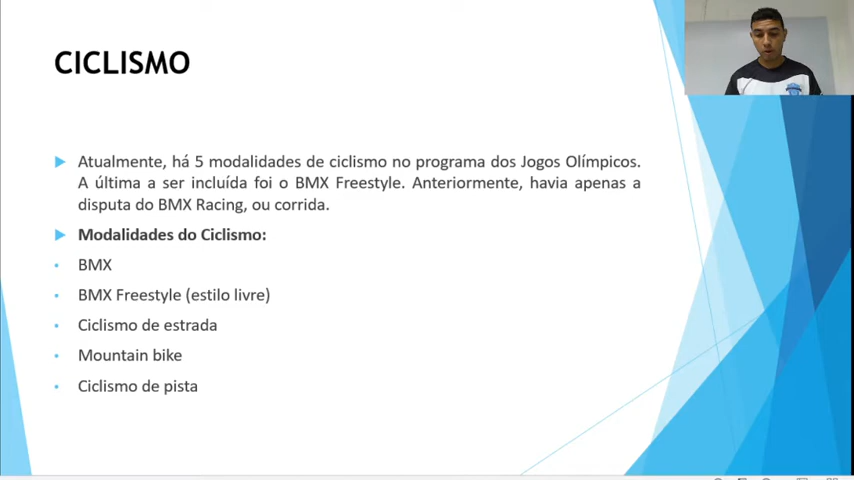 CICLISMO
Atualmente, há 5 modalidades de ciclismo no programa dos Jogos Olímpicos.
A última a ser incluída foi o BMX Freestyle. Anteriormente, havia apenas a
disputa do BMX Racing, ou corrida.
Modalidades do Ciclismo:
BMX
BMX Freestyle (estilo livre)
Ciclismo de estrada
Mountain bike
Ciclismo de pista